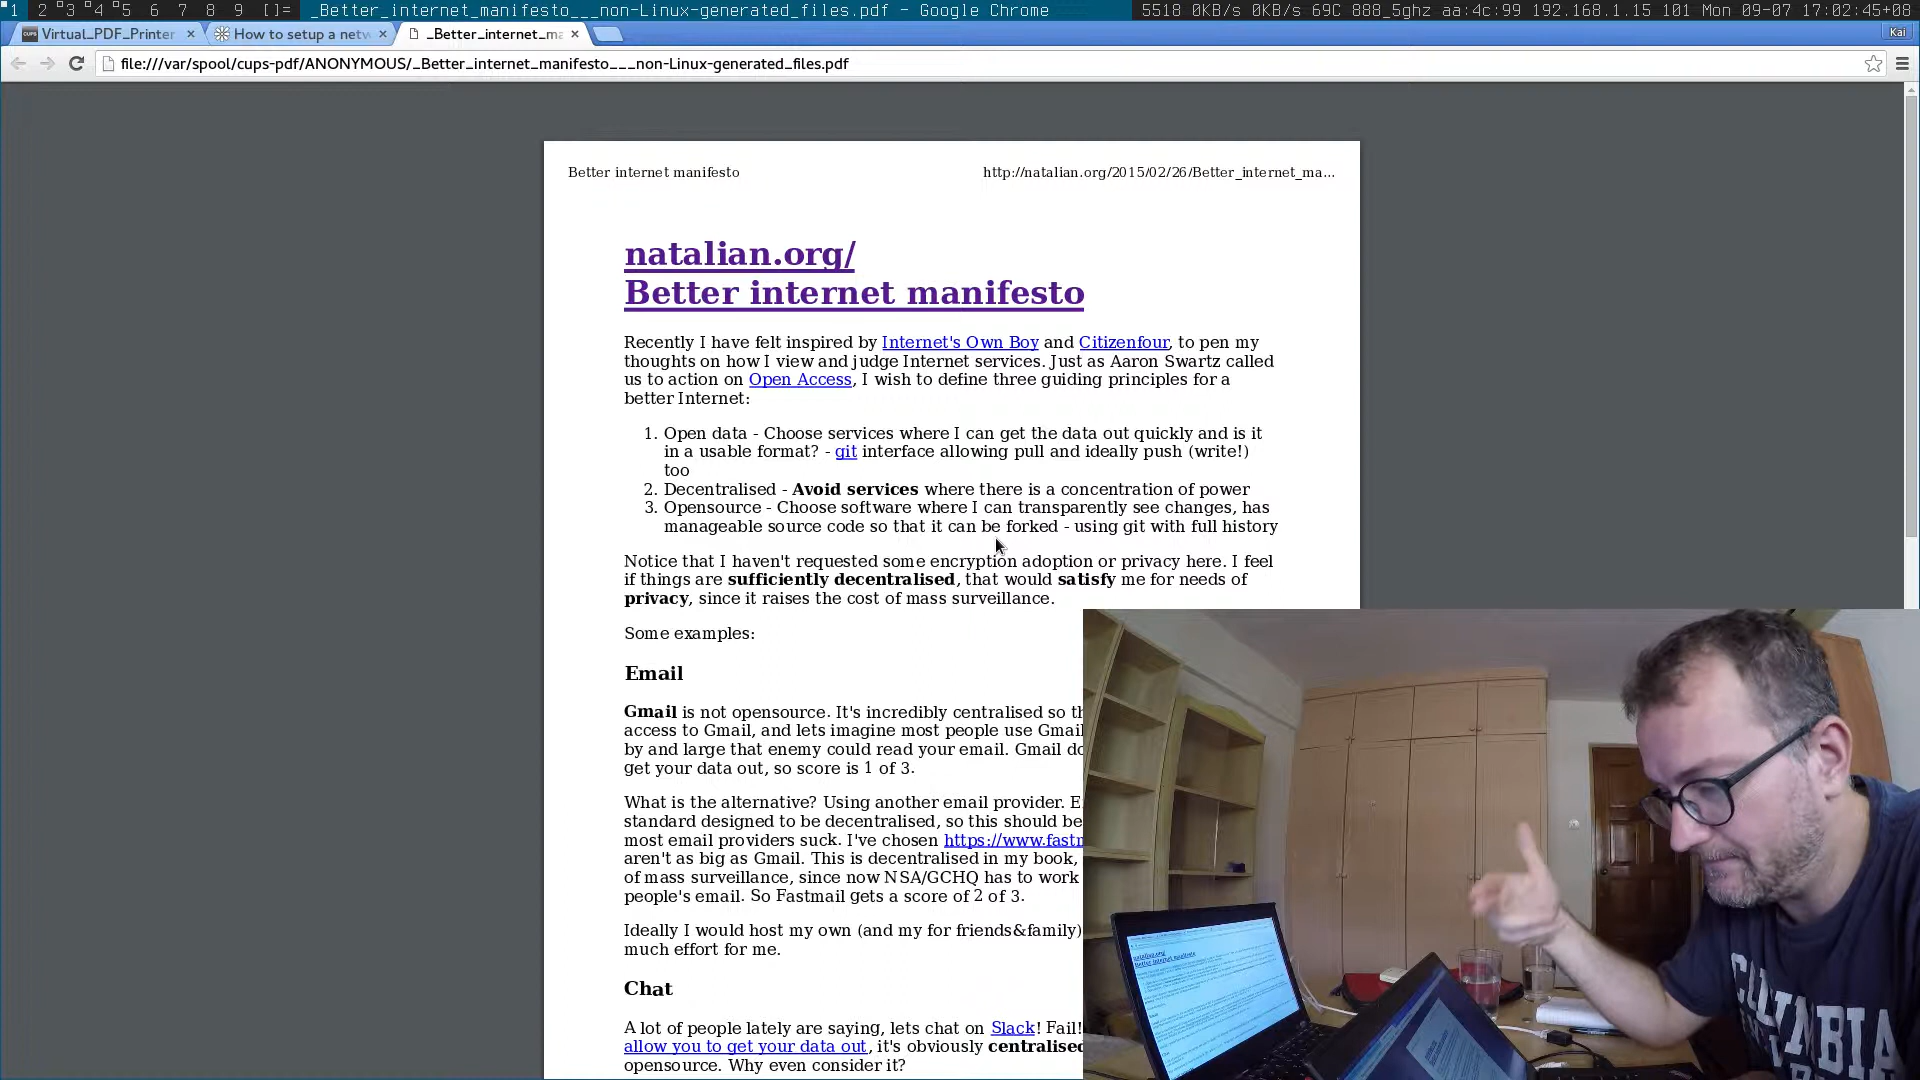 1 2 3 4 5 6 7 8 9 []= _Better_internet_manifesto___non-Linux-generated_files.pdf - Google Chrome 5518 0KB/s 0KB/s 69C 888_5ghz aa:4c:99 192.168.1.15 101 Mon 09-07 17:02:45+08
Virtual_PDF_Printer × How to setup a netw × _Better_internet_ma × Kai
file:///var/spool/cups-pdf/ANONYMOUS/_Better_internet_manifesto___non-Linux-generated_files.pdf
Better internet manifesto http://natalian.org/2015/02/26/Better_internet_ma...
natalian.org/
Better internet manifesto
Recently I have felt inspired by Internet's Own Boy and Citizenfour, to pen my
thoughts on how I view and judge Internet services. Just as Aaron Swartz called
us to action on Open Access, I wish to define three guiding principles for a
better Internet:
1. Open data - Choose services where I can get the data out quickly and is it
in a usable format? - git interface allowing pull and ideally push (write!)
too
2. Decentralised - Avoid services where there is a concentration of power
3. Opensource - Choose software where I can transparently see changes, has
manageable source code so that it can be forked - using git with full history
Notice that I haven't requested some encryption adoption or privacy here. I feel
if things are sufficiently decentralised, that would satisfy me for needs of
privacy, since it raises the cost of mass surveillance.
Some examples:
Email
Gmail is not opensource. It's incredibly centralised so th
access to Gmail, and lets imagine most people use Gmail
by and large that enemy could read your email. Gmail do
get your data out, so score is 1 of 3.
What is the alternative? Using another email provider. E
standard designed to be decentralised, so this should be
most email providers suck. I've chosen https://www.fastm
aren't as big as Gmail. This is decentralised in my book,
of mass surveillance, since now NSA/GCHQ has to work
people's email. So Fastmail gets a score of 2 of 3.
Ideally I would host my own (and my for friends&family)
much effort for me.
Chat
A lot of people lately are saying, lets chat on Slack! Fail!
allow you to get your data out, it's obviously centralised
opensource. Why even consider it?
natalian.org/
Better internet manifesto
COLUMBIA